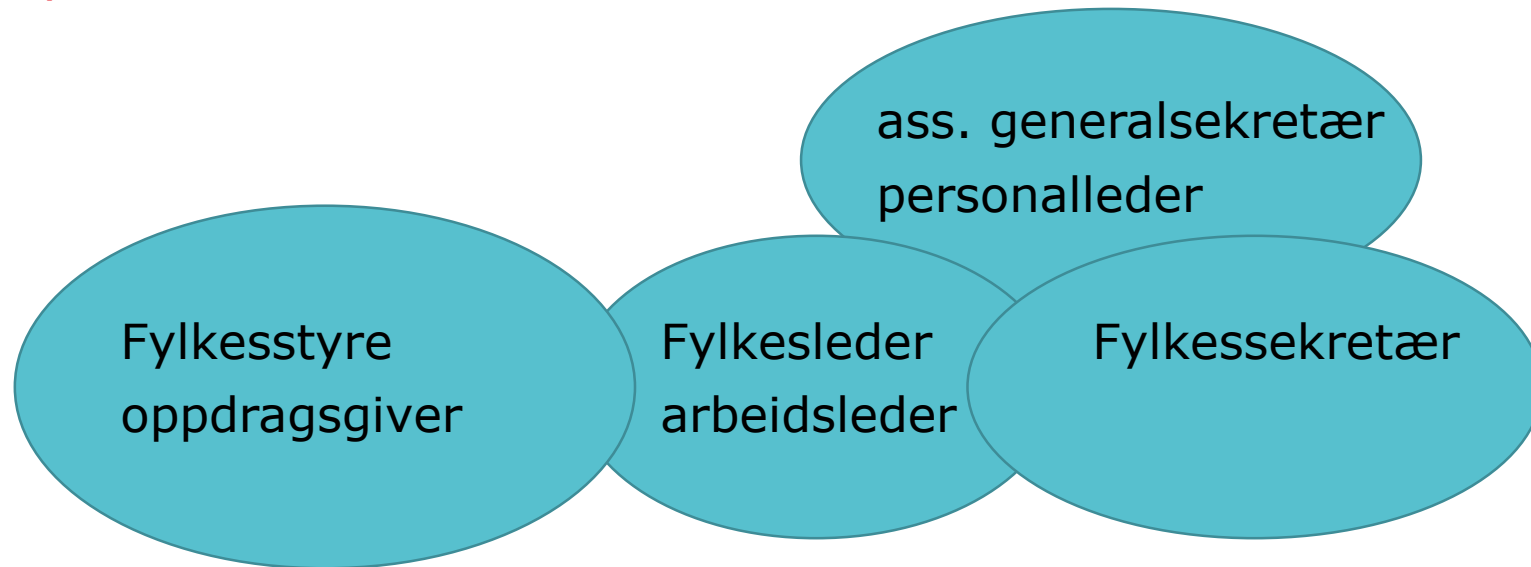 ass. generalsekretær
personalleder
Fylkesstyre
oppdragsgiver
Fylkesleder
arbeidsleder
Fylkessekretær